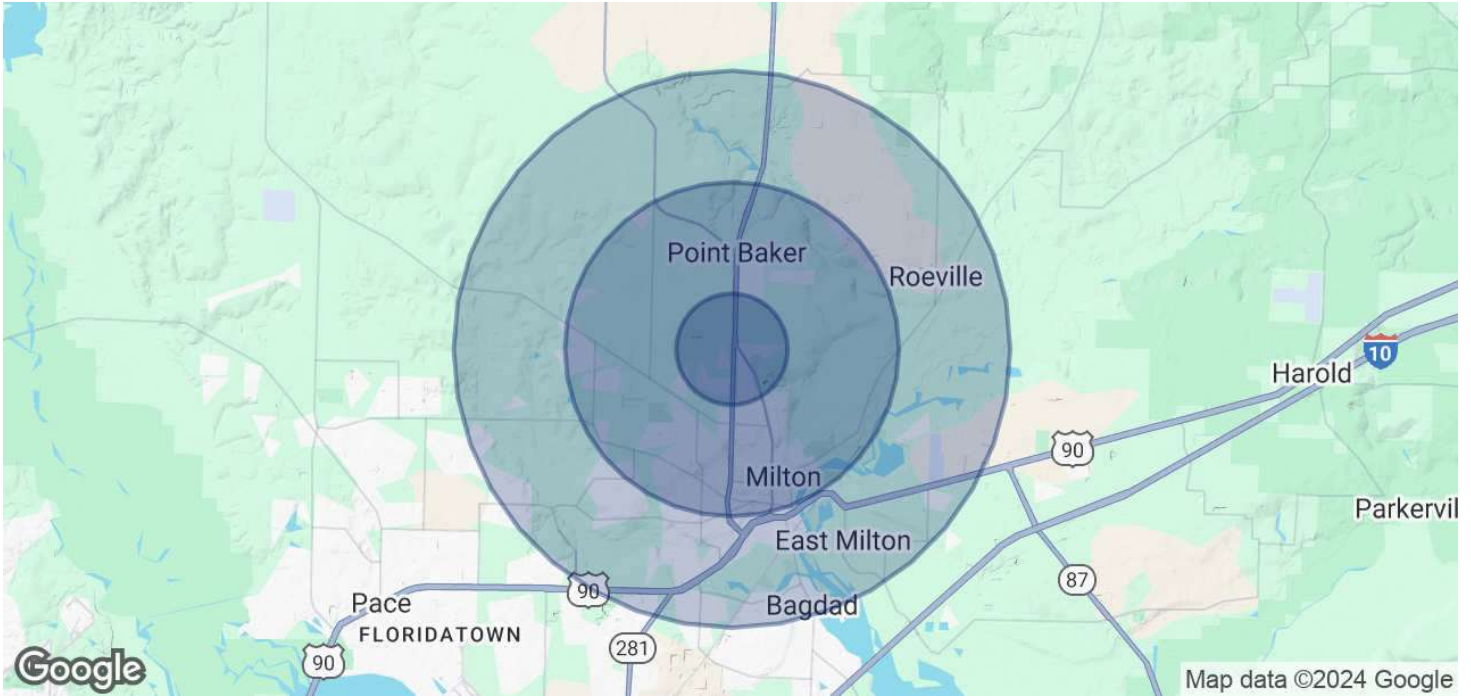 Point Baker
Roeville
10
Harold
90
Milton
Parkervil
East Milton
87
90
Bagdad
Pace
FLORIDATOWN
281
90
Google
Map data ©2024 Google